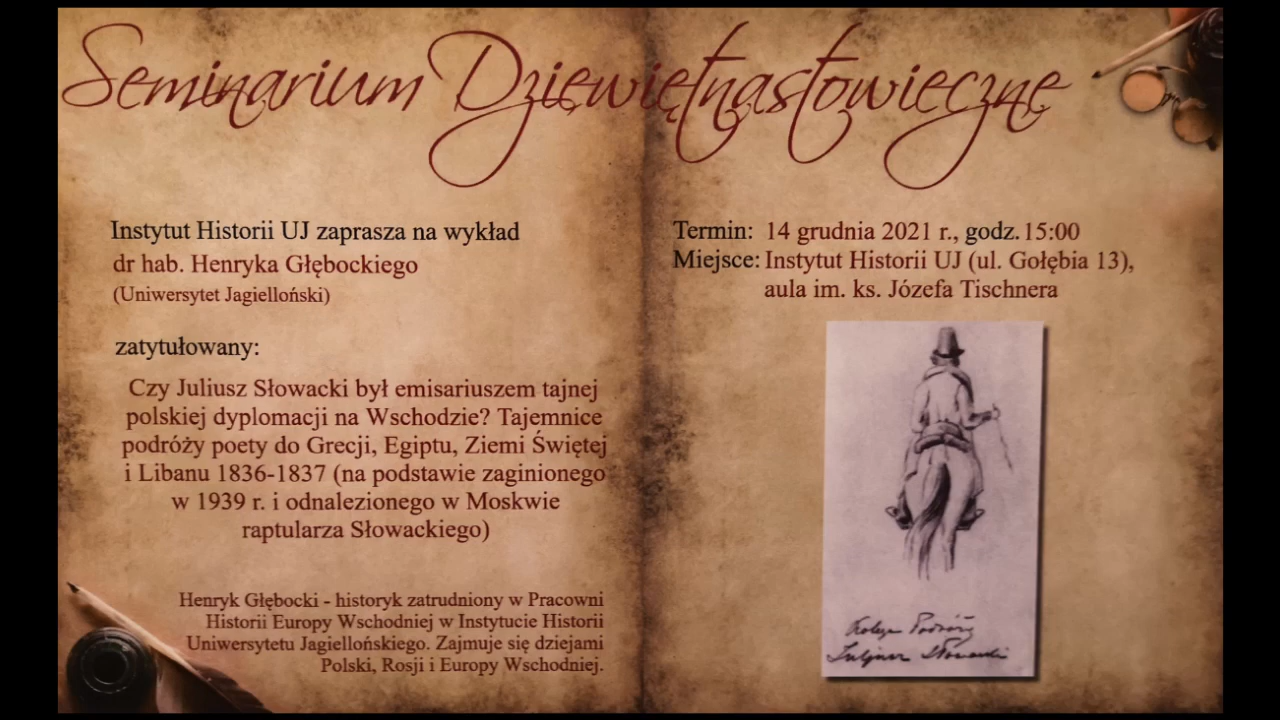 Seminarium Dziewiętnastowieczne
Instytut Historii UJ zaprasza na wykład
dr hab. Henryka Głębockiego
(Uniwersytet Jagielloński)
zatytułowany:
Czy Juliusz Słowacki był emisariuszem tajnej
polskiej dyplomacji na Wschodzie? Tajemnice
podróży poety do Grecji, Egiptu, Ziemi Świętej
i Libanu 1836-1837 (na podstawie zaginionego
w 1939 r. i odnalezionego w Moskwie
raptularza Słowackiego)
Henryk Głębocki - historyk zatrudniony w Pracowni
Historii Europy Wschodniej w Instytucie Historii
Uniwersytetu Jagiellońskiego. Zajmuje się dziejami
Polski, Rosji i Europy Wschodniej.
Termin: 14 grudnia 2021 r., godz. 15:00
Miejsce: Instytut Historii UJ (ul. Gołębia 13),
aula im. ks. Józefa Tischnera
Podróży
Słowacki